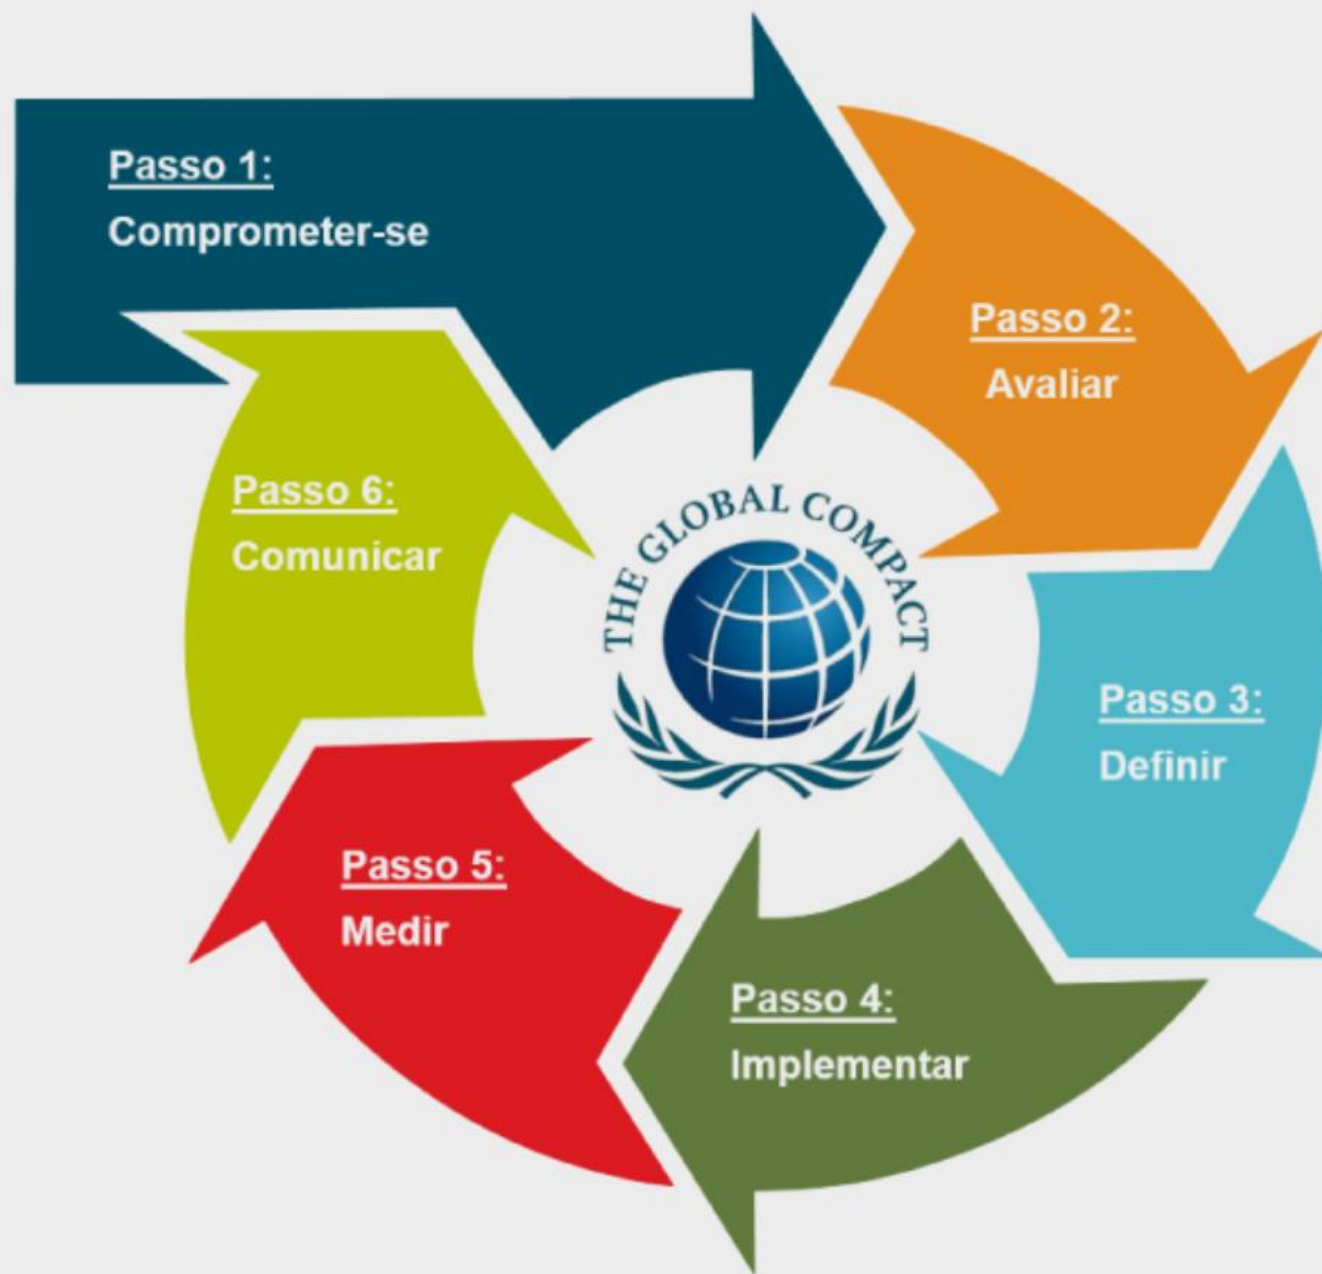 Passo 1:
Comprometer-se
Passo 2:
Avaliar
Passo 3:
Definir
Passo 4:
Implementar
Passo 5:
Medir
Passo 6:
Comunicar
THE GLOBAL COMPACT